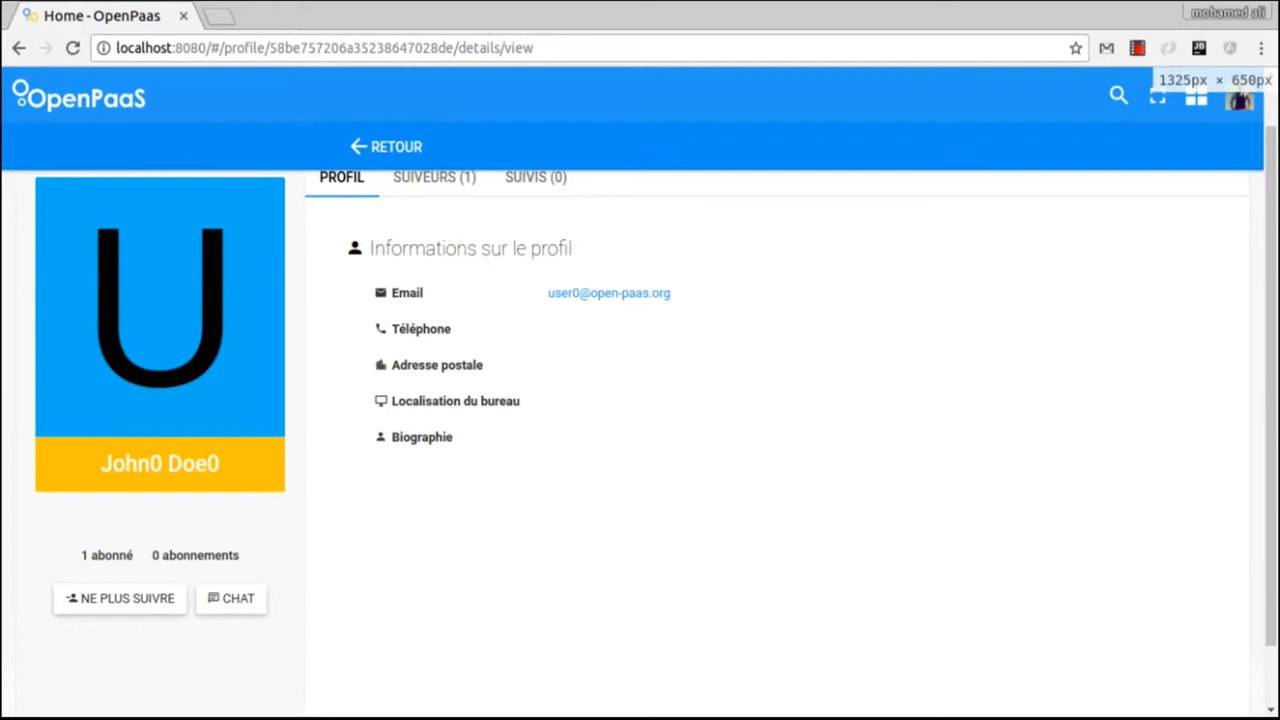 Home - OpenPaas
mohamed ali
localhost:8080/#/profile/58be757206a35238647028de/details/view
1325px × 650px
OpenPaaS
RETOUR
PROFIL SUIVEURS (1) SUIVIS (0)
U
Informations sur le profil
Email user0@open-paas.org
Téléphone
Adresse postale
Localisation du bureau
Biographie
John0 Doe0
1 abonné 0 abonnements
NE PLUS SUIVRE CHAT